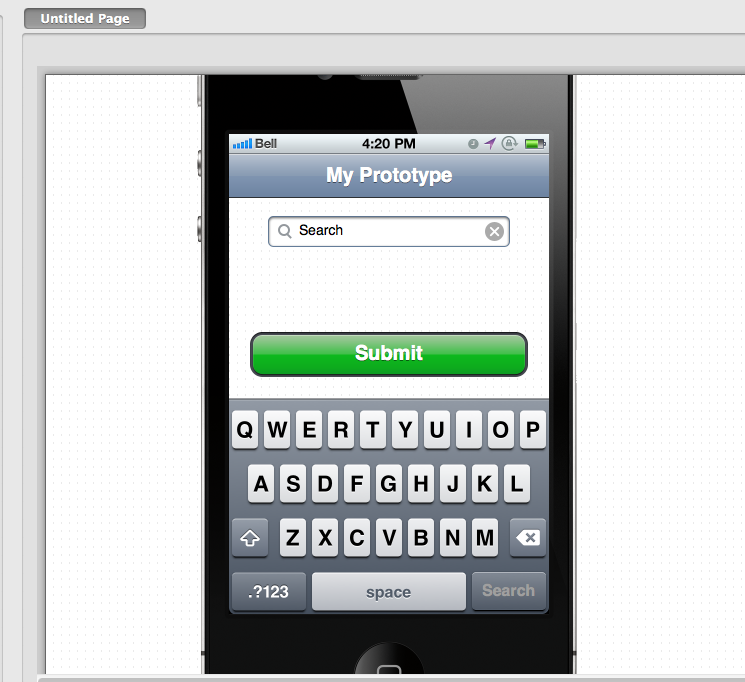 Untitled Page
Bell 4:20 PM
My Prototype
Search
Submit
Q W E R T Y U I O P
A S D F G H J K L
Z X C V B N M
.?123 space Search